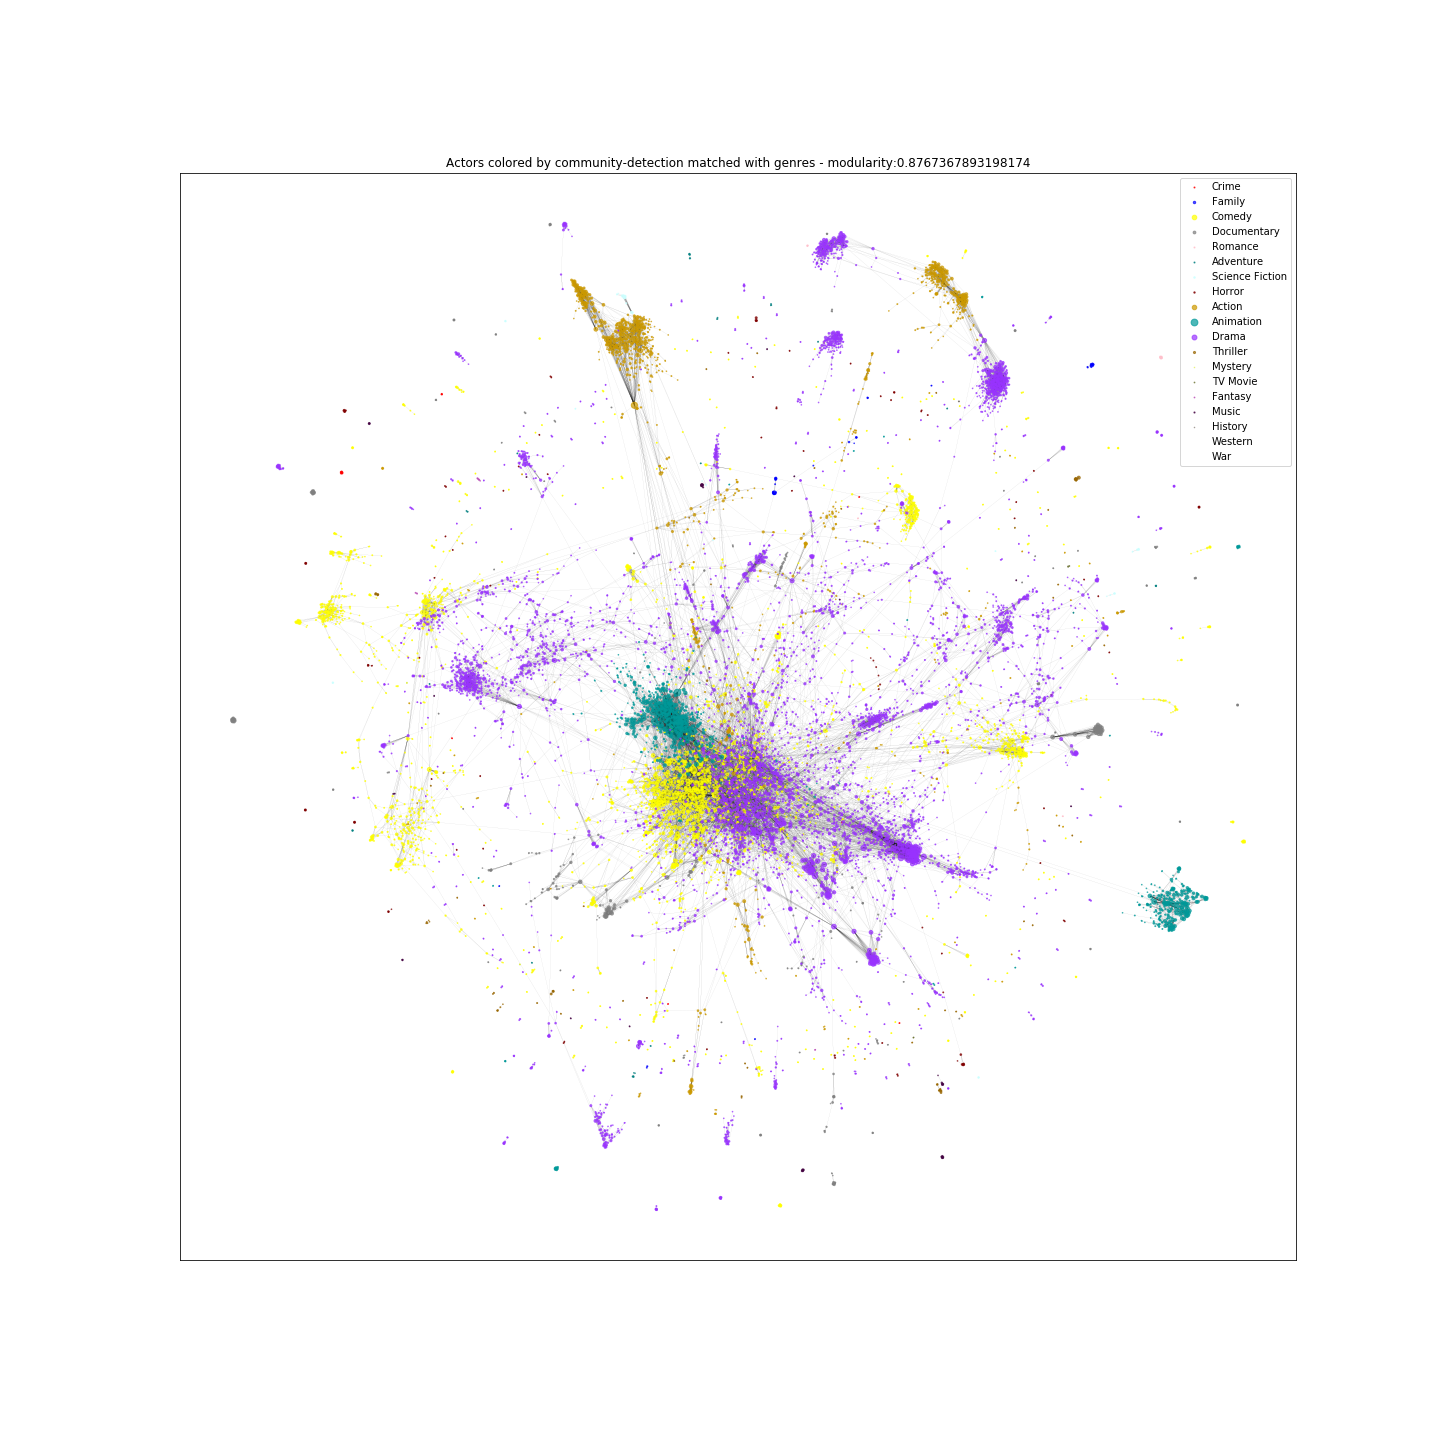 Actors colored by community-detection matched with genres - modularity:0.8767367893198174
Crime
Family
Comedy
Documentary
Romance
Adventure
Science Fiction
Horror
Action
Animation
Drama
Thriller
Mystery
TV Movie
Fantasy
Music
History
Western
War